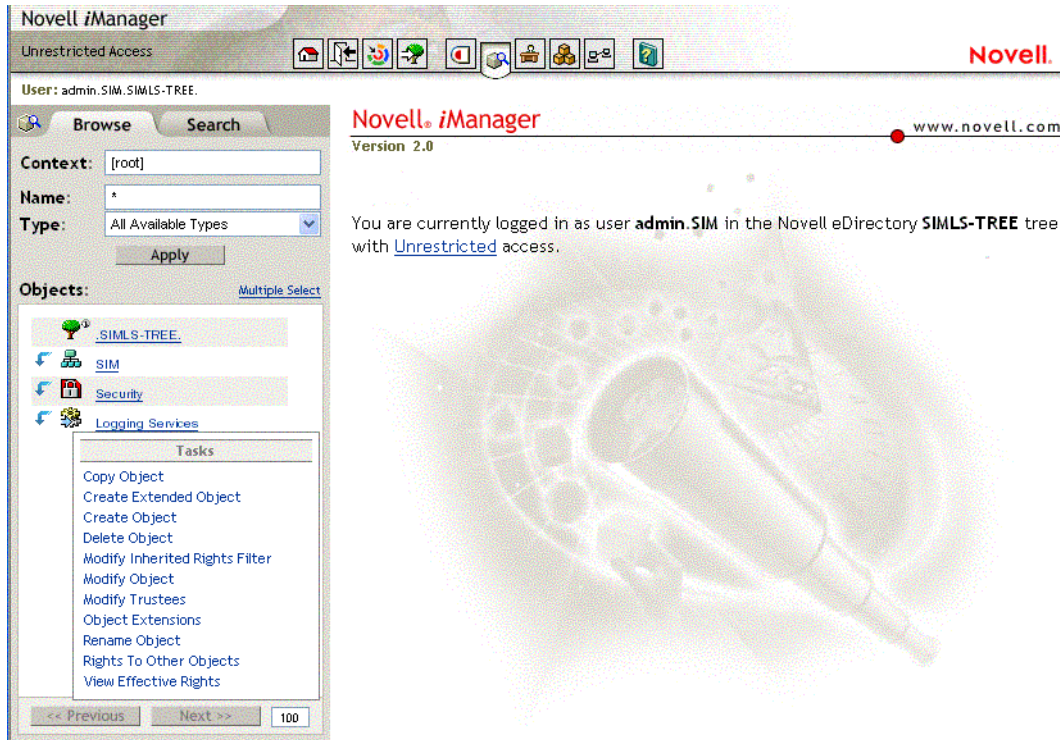 Novell iManager
Unrestricted Access
Novell.
User: admin.SIM.SIMLS-TREE.
Browse Search
Context: [root]
Name: *
Type: All Available Types
Apply
Objects: Multiple Select
.SIMLS-TREE.
SIM
Security
Logging Services
Tasks
Copy Object
Create Extended Object
Create Object
Delete Object
Modify Inherited Rights Filter
Modify Object
Modify Trustees
Object Extensions
Rename Object
Rights To Other Objects
View Effective Rights
<< Previous Next >> 100
Novell® iManager
www.novell.com
Version 2.0
You are currently logged in as user admin.SIM in the Novell eDirectory SIMLS-TREE tree
with Unrestricted access.